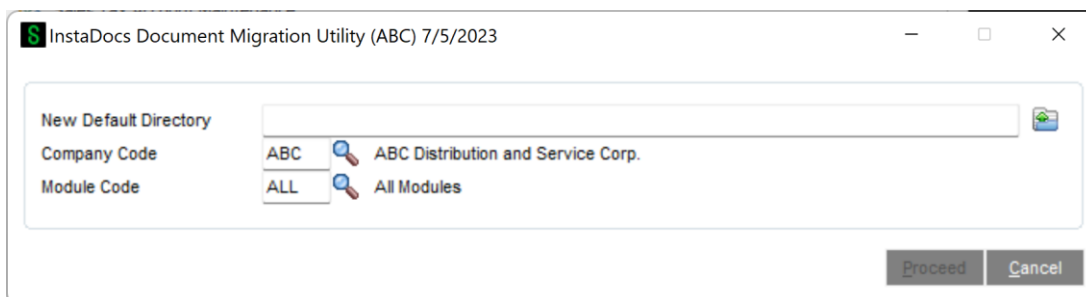 InstaDocs Document Migration Utility (ABC) 7/5/2023
New Default Directory
Company Code ABC ABC Distribution and Service Corp.
Module Code ALL All Modules
Proceed Cancel